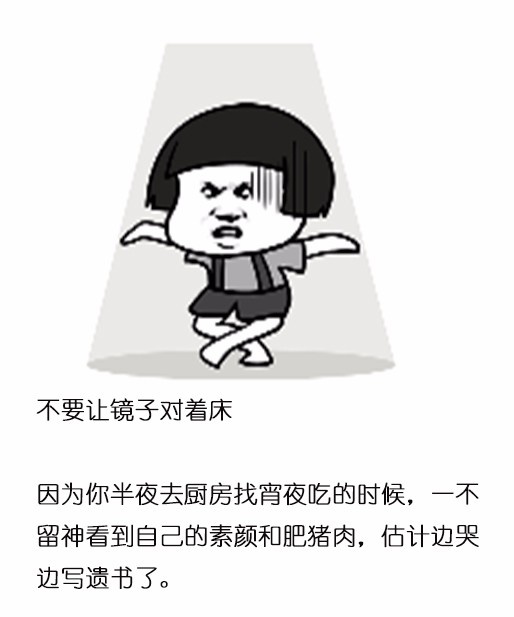 不要让镜子对着床
因为你半夜去厨房找宵夜吃的时候，一不
留神看到自己的素颜和肥猪肉，估计边哭
边写遗书了。